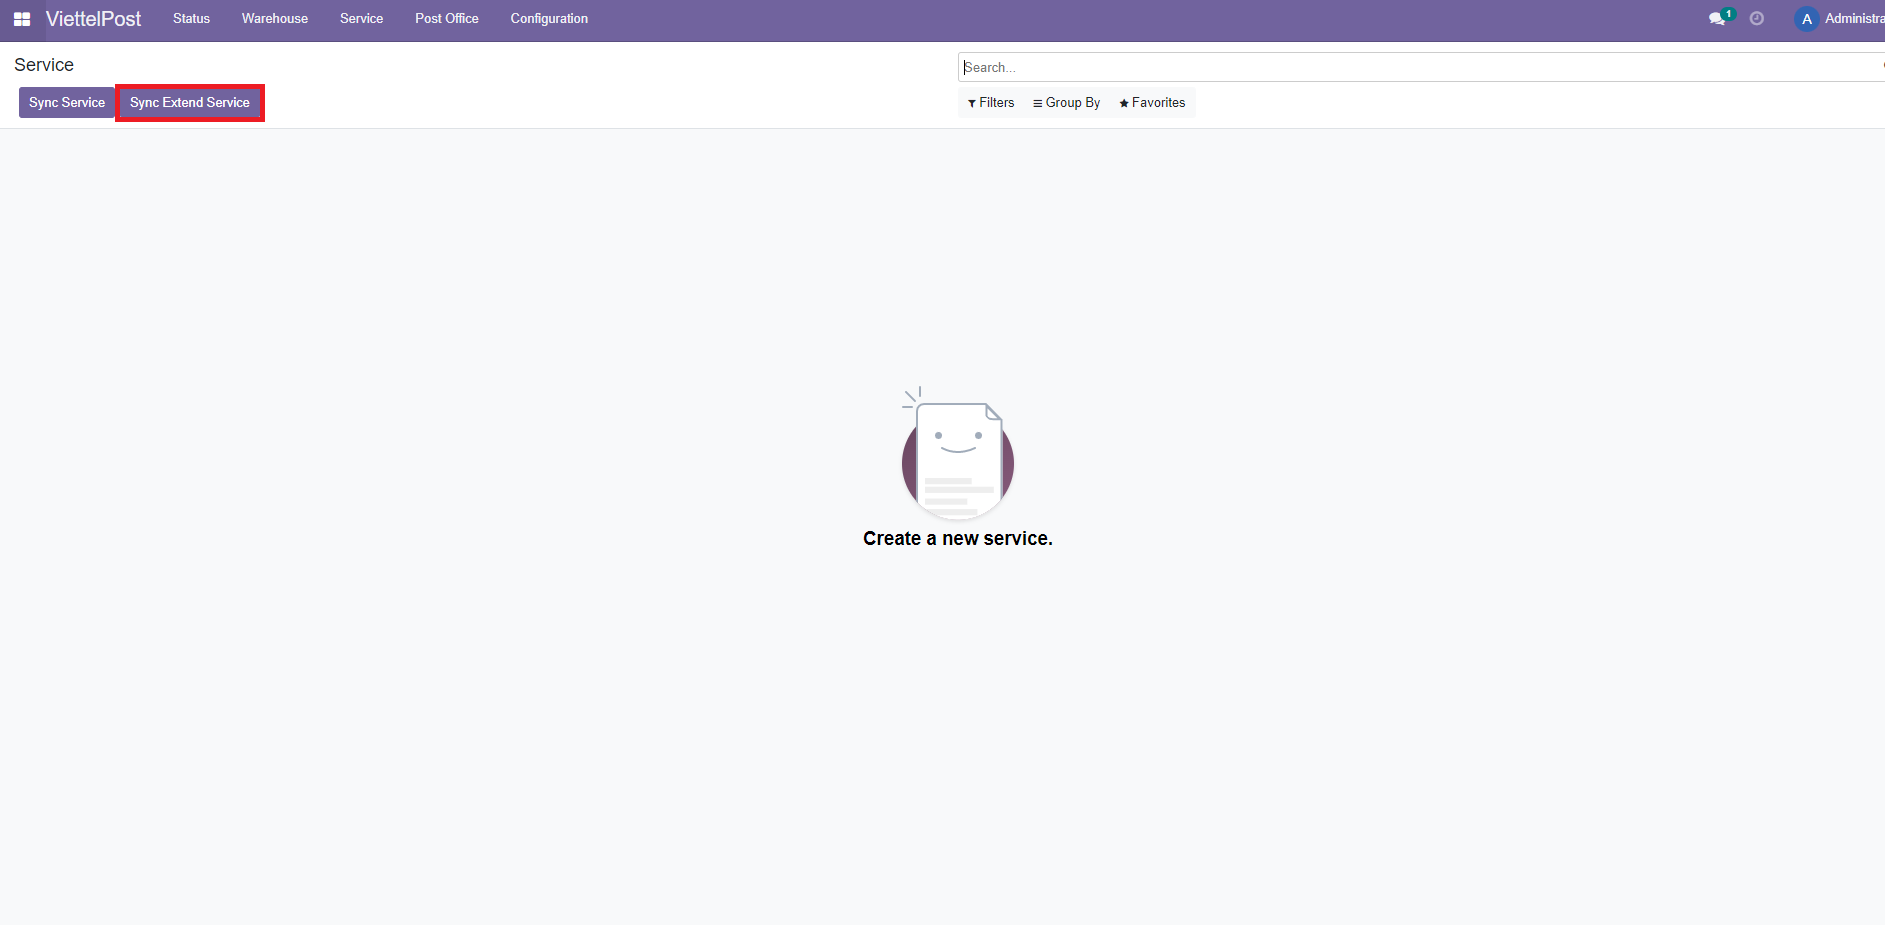 ViettelPost Status Warehouse Service Post Office Configuration 1 A Administra
Service
Search...
Sync Service Sync Extend Service
Filters Group By Favorites
Create a new service.